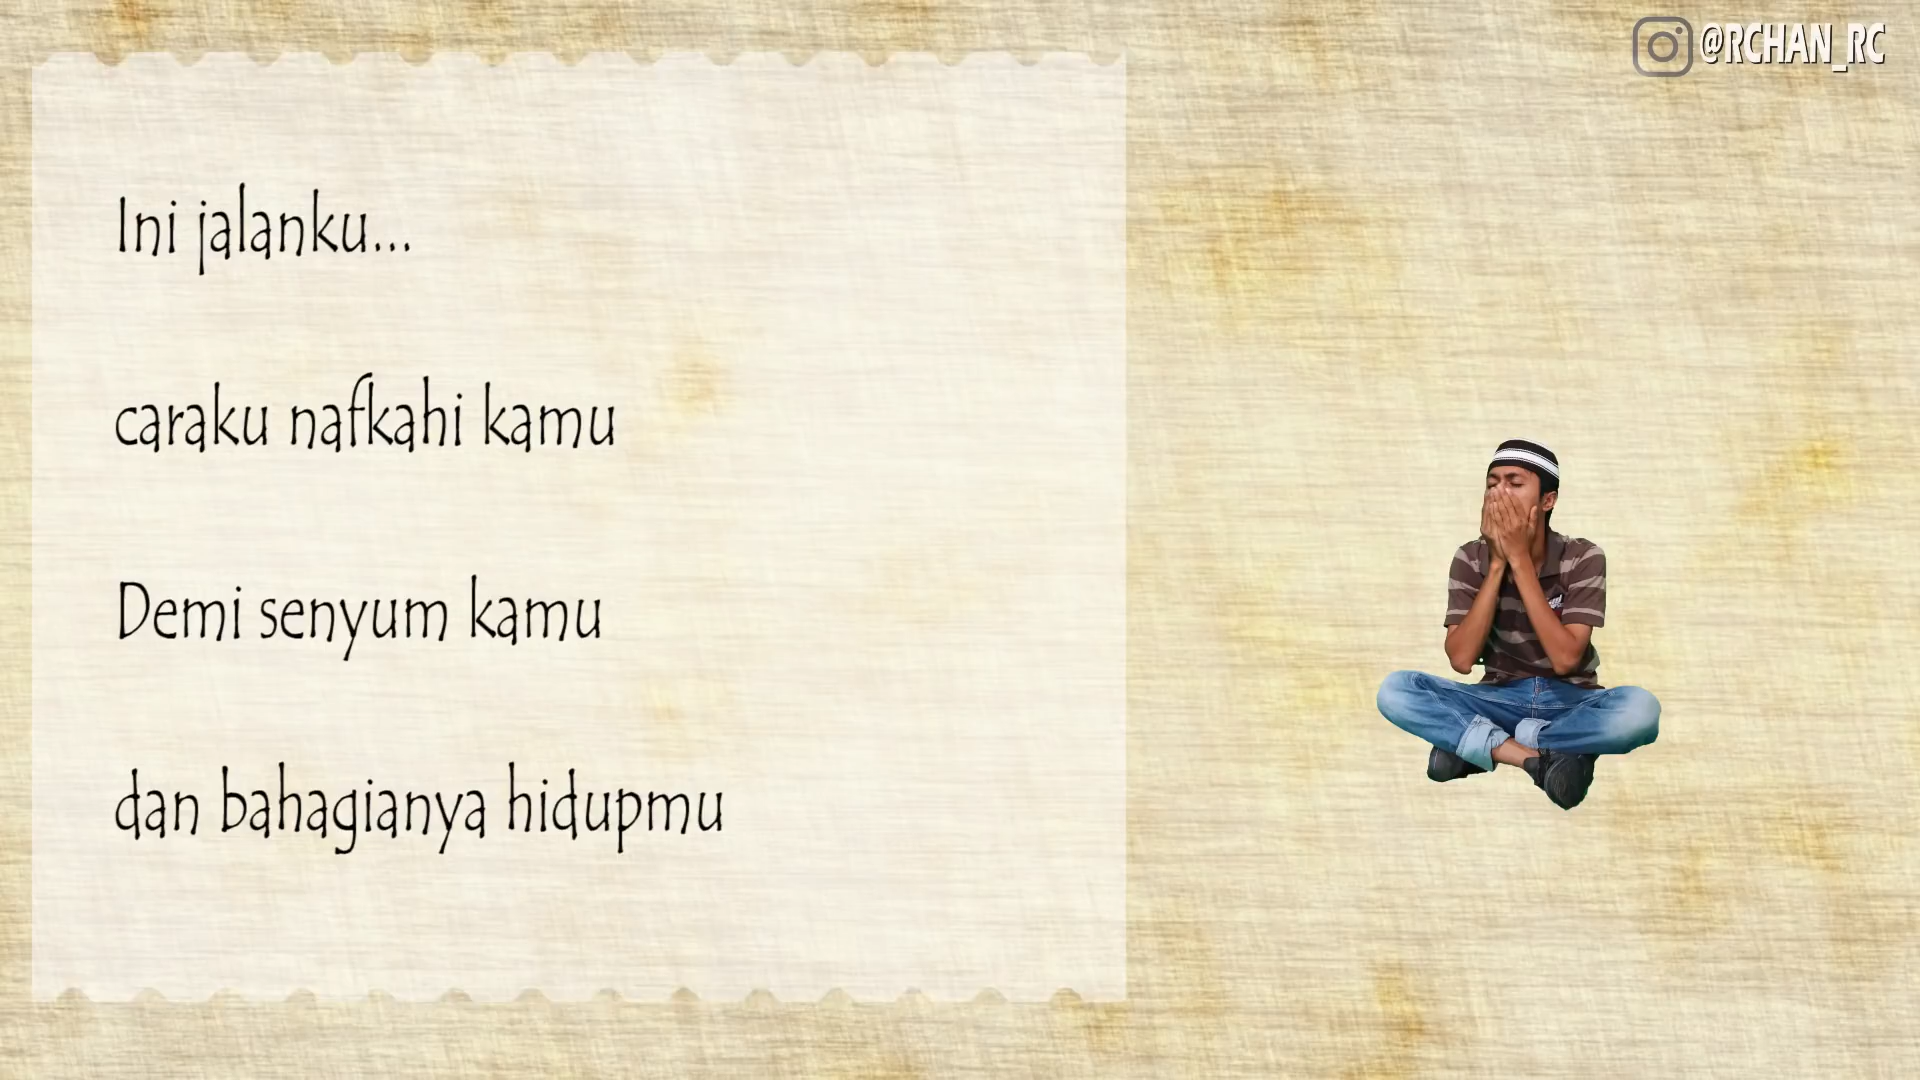 @RCHAN_RC
Ini jalanku...
caraku nafkahi kamu
Demi senyum kamu
dan bahagianya hidupmu